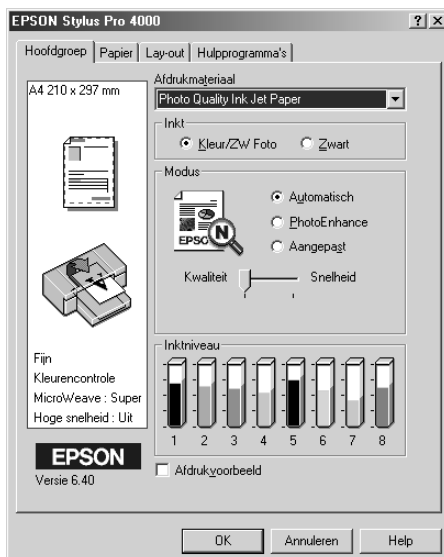 EPSON Stylus Pro 4000
Hoofdgroep
Papier
Lay-out
Hulpprogramma's
A4 210 x 297 mm
Fijn
Kleurencontrole
MicroWeave : Super
Hoge snelheid : Uit
EPSON
Versie 6.40
Afdrukmateriaal
Photo Quality Ink Jet Paper
Inkt
Kleur/ZW Foto
Zwart
Modus
EPSO
N
Automatisch
PhotoEnhance
Aangepast
Kwaliteit
Snelheid
Inktniveau
1 2 3 4 5 6 7 8
Afdrukvoorbeeld
OK
Annuleren
Help